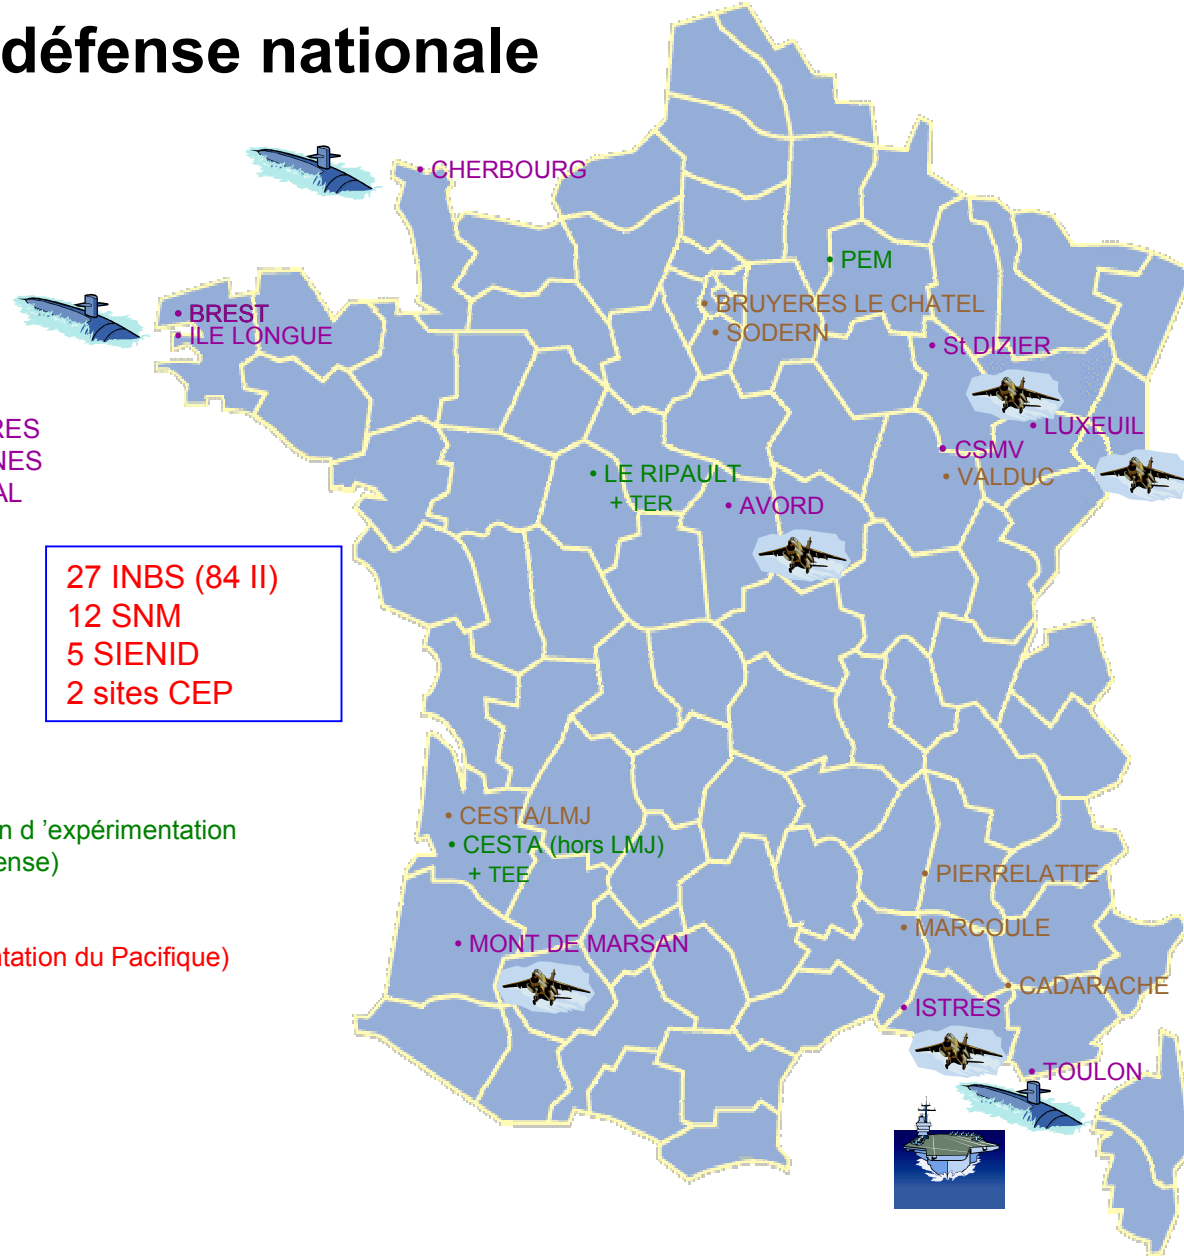 défense nationale
• CHERBOURG
• PEM
• BREST
• ILE LONGUE
• BRUYERES LE CHATEL
• SODERN
• St DIZIER
RES
NES
AL
• LUXEUIL
• CSMV
• VALDUC
• LE RIPAULT
+ TER
• AVORD
27 INBS (84 II)
12 SNM
5 SIENID
2 sites CEP
• CESTA/LMJ
• CESTA (hors LMJ)
+ TEE
n d ’expérimentation
ense)
• PIERRELATTE
• MARCOULE
• MONT DE MARSAN
ntation du Pacifique)
• CADARACHE
• ISTRES
• TOULON